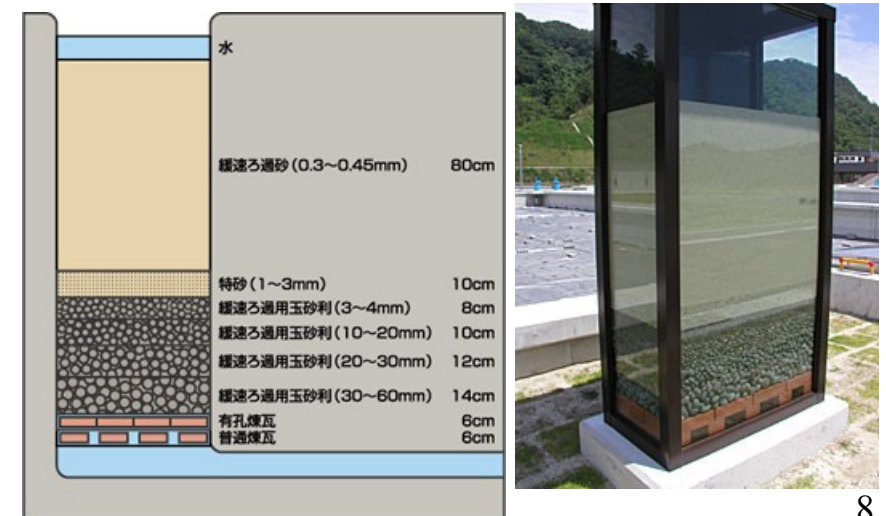 水
緩速ろ過砂(0.3～0.45mm) 80cm
特砂(1～3mm) 10cm
緩速ろ過用玉砂利(3～4mm) 8cm
緩速ろ過用玉砂利(10～20mm) 10cm
緩速ろ過用玉砂利(20～30mm) 12cm
緩速ろ過用玉砂利(30～60mm) 14cm
有孔煉瓦 6cm
普通煉瓦 6cm
8